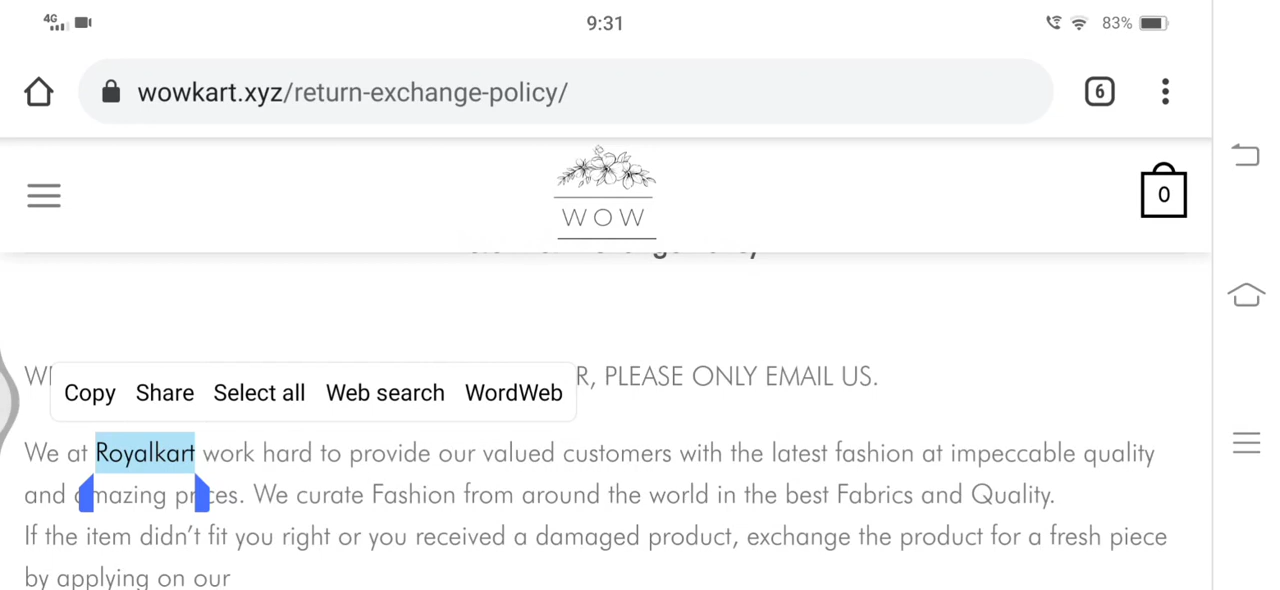 4G 9:31 83%
wowkart.xyz/return-exchange-policy/ 6
WOW
0
R, PLEASE ONLY EMAIL US.
Copy Share Select all Web search WordWeb
We at Royalkart work hard to provide our valued customers with the latest fashion at impeccable quality
and amazing prices. We curate Fashion from around the world in the best Fabrics and Quality.
If the item didn't fit you right or you received a damaged product, exchange the product for a fresh piece
by applying on our